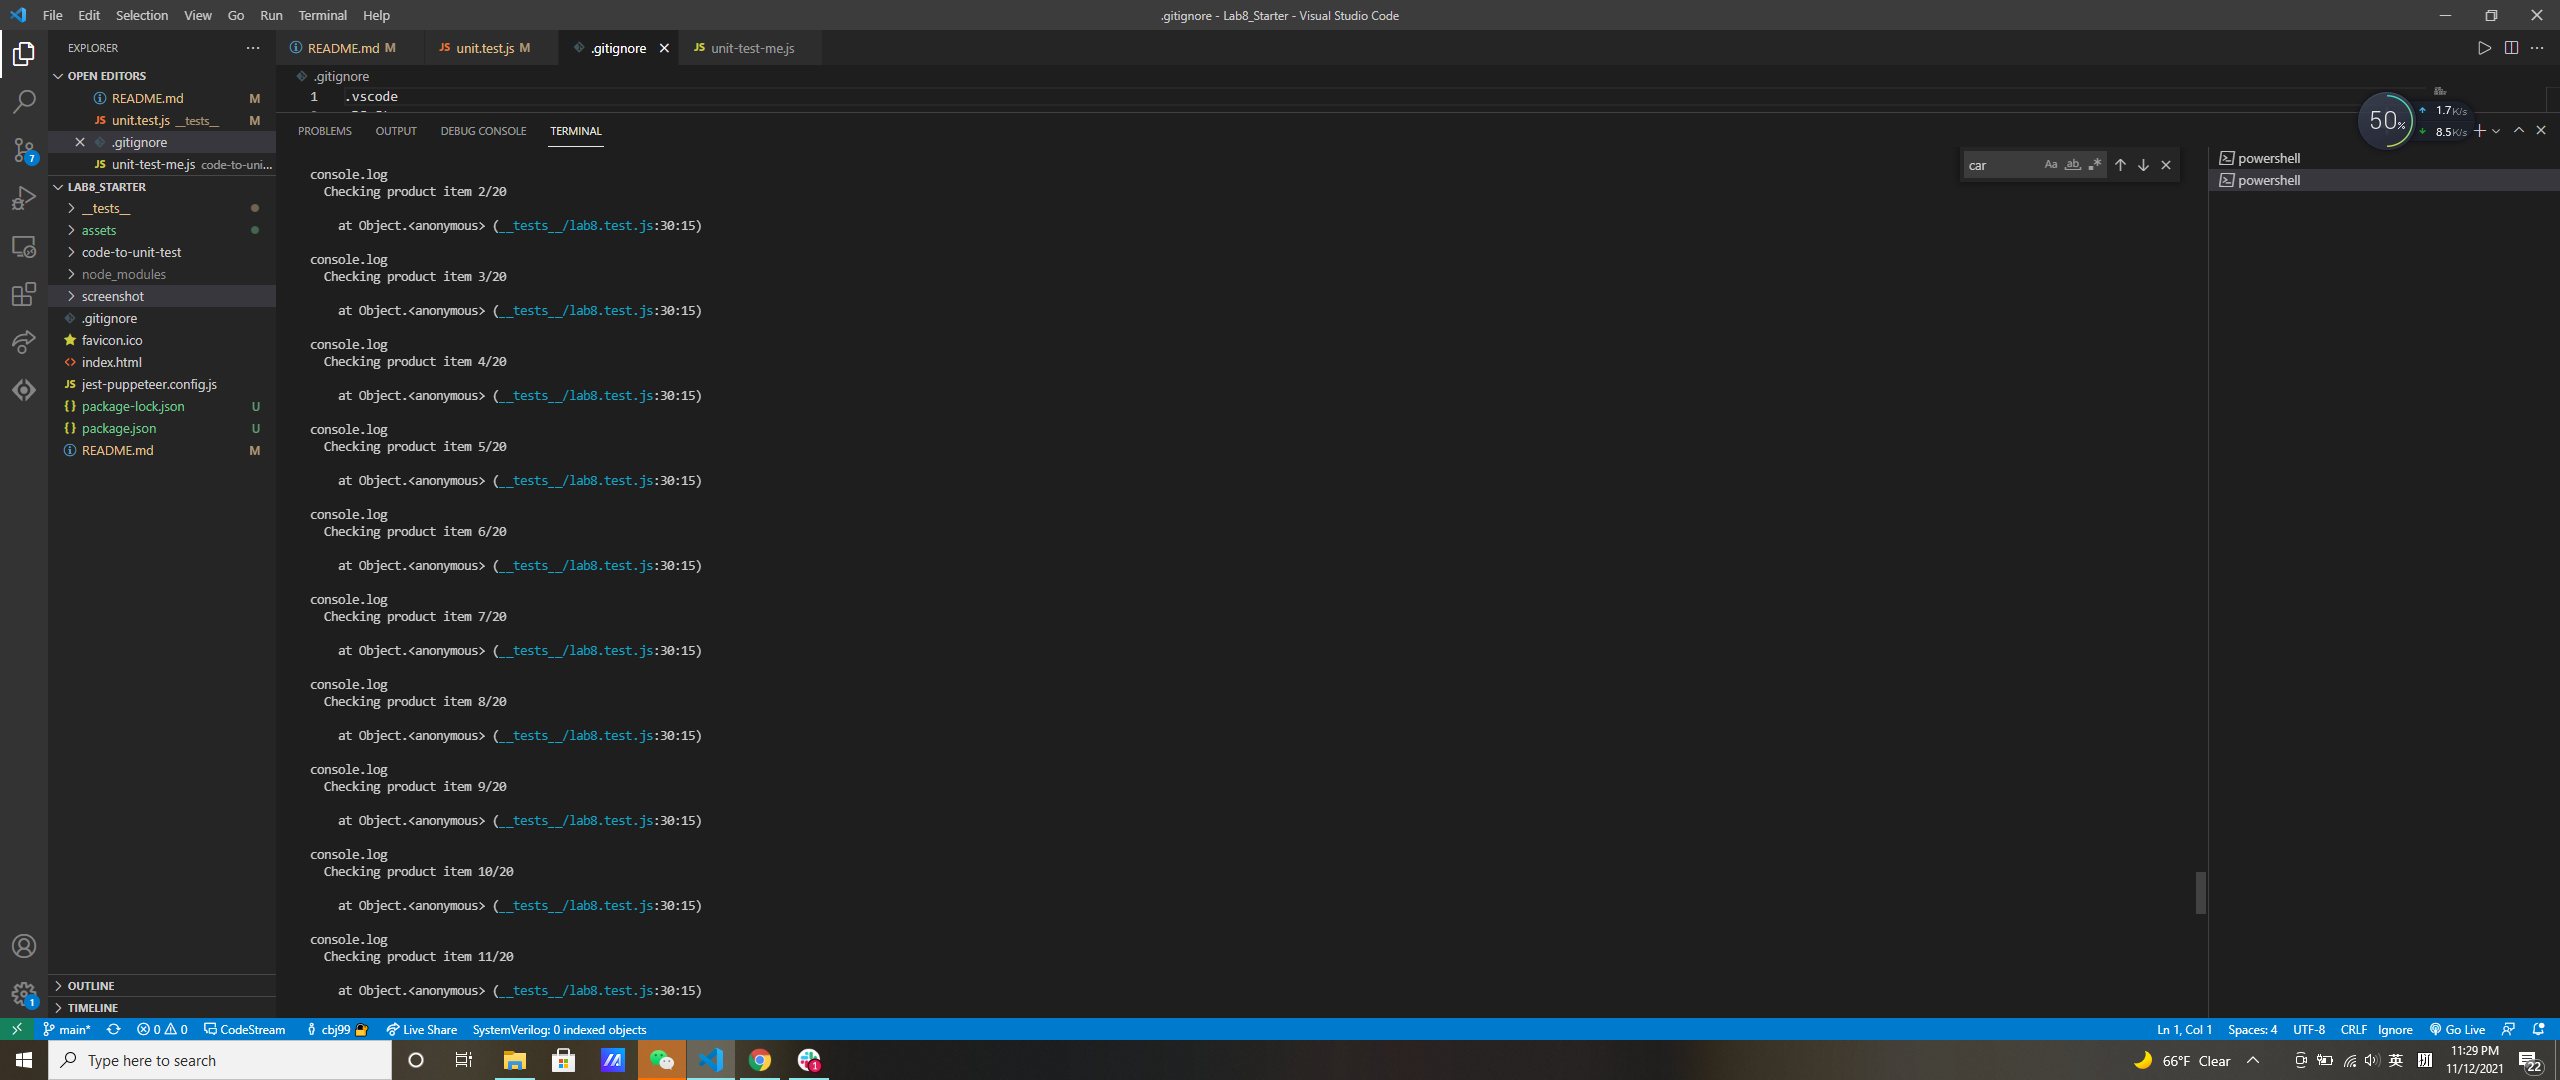 File Edit Selection View Go Run Terminal Help
.gitignore - Lab8_Starter - Visual Studio Code
EXPLORER
OPEN EDITORS
README.md M
unit.test.js __tests__ M
.gitignore
unit-test-me.js code-to-uni...
LAB8_STARTER
__tests__
assets
code-to-unit-test
node_modules
screenshot
.gitignore
favicon.ico
index.html
jest-puppeteer.config.js
package-lock.json U
package.json U
README.md M
OUTLINE
TIMELINE
7
1
README.md M
unit.test.js M
.gitignore
unit-test-me.js
.gitignore
1 .vscode
PROBLEMS OUTPUT DEBUG CONSOLE TERMINAL
50%
1.7K/s
8.5K/s
car
Aa ab
powershell
powershell
console.log
Checking product item 2/20
at Object.<anonymous> (__tests__/lab8.test.js:30:15)
console.log
Checking product item 3/20
at Object.<anonymous> (__tests__/lab8.test.js:30:15)
console.log
Checking product item 4/20
at Object.<anonymous> (__tests__/lab8.test.js:30:15)
console.log
Checking product item 5/20
at Object.<anonymous> (__tests__/lab8.test.js:30:15)
console.log
Checking product item 6/20
at Object.<anonymous> (__tests__/lab8.test.js:30:15)
console.log
Checking product item 7/20
at Object.<anonymous> (__tests__/lab8.test.js:30:15)
console.log
Checking product item 8/20
at Object.<anonymous> (__tests__/lab8.test.js:30:15)
console.log
Checking product item 9/20
at Object.<anonymous> (__tests__/lab8.test.js:30:15)
console.log
Checking product item 10/20
at Object.<anonymous> (__tests__/lab8.test.js:30:15)
console.log
Checking product item 11/20
at Object.<anonymous> (__tests__/lab8.test.js:30:15)
main* 0 0 CodeStream cbj99 Live Share SystemVerilog: 0 indexed objects
Ln 1, Col 1 Spaces: 4 UTF-8 CRLF Ignore Go Live
Type here to search
1
66°F Clear
英
拼
11:29 PM
11/12/2021
22